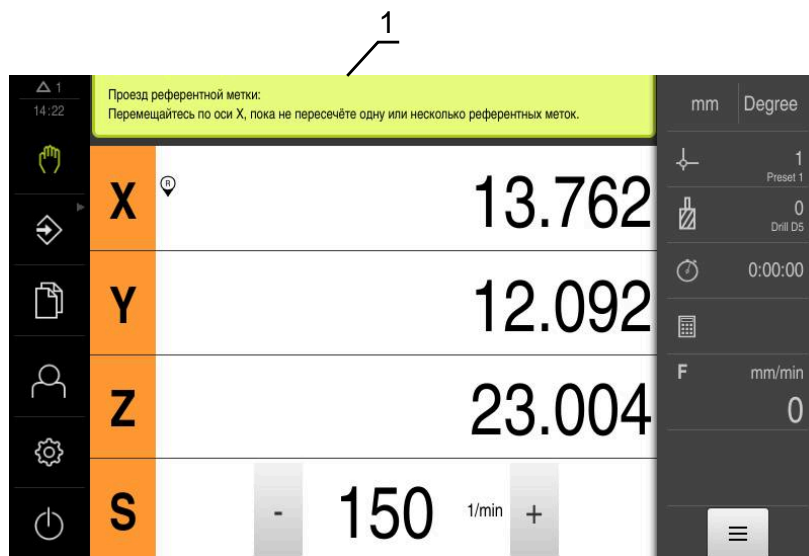 1
1
14:22
Проезд референтной метки:
Перемещайтесь по оси X, пока не пересечёте одну или несколько референтных меток.
mm Degree
X R 13.762
Y 12.092
Z 23.004
S - 150 1/min +
1
Preset 1
0
Drill D5
0:00:00
F mm/min
0